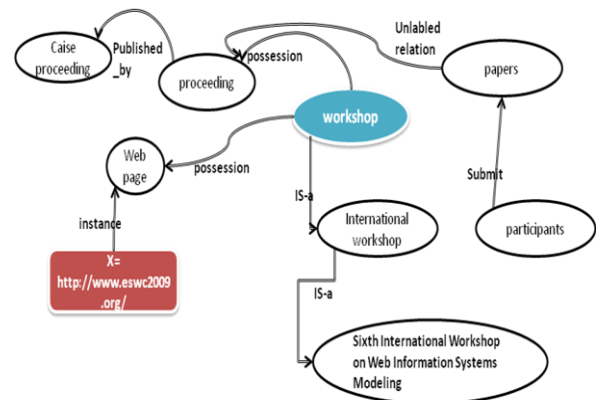 Caise
proceeding
Published
_by
proceeding
possession
Unlabled
relation
papers
workshop
Web
page
possession
Submit
IS-a
International
workshop
participants
instance
X=
http://www.eswc2009
.org/
IS-a
Sixth International Workshop
on Web Information Systems
Modeling